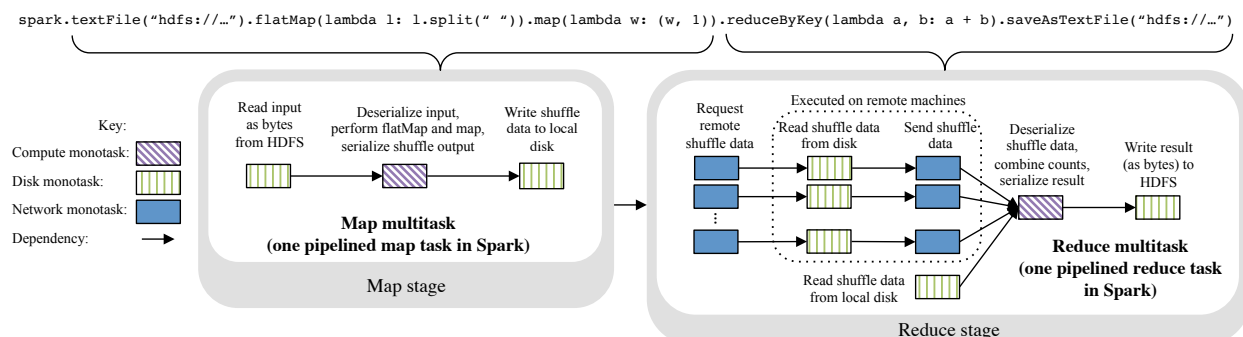 spark.textFile(“hdfs://…”).flatMap(lambda l: l.split(“ ”)).map(lambda w: (w, 1)).reduceByKey(lambda a, b: a + b).saveAsTextFile(“hdfs://…”)
Key:
Compute monotask:
Disk monotask:
Network monotask:
Dependency:
Read input
as bytes
from HDFS
Deserialize input,
perform flatMap and map,
serialize shuffle output
Write shuffle
data to local
disk
Map multitask
(one pipelined map task in Spark)
Map stage
Request
remote
shuffle data
Executed on remote machines
Read shuffle data
from disk
Send shuffle
data
...
Read shuffle data
from local disk
Deserialize
shuffle data,
combine counts,
serialize result
Write result
(as bytes) to
HDFS
Reduce multitask
(one pipelined reduce task
in Spark)
Reduce stage